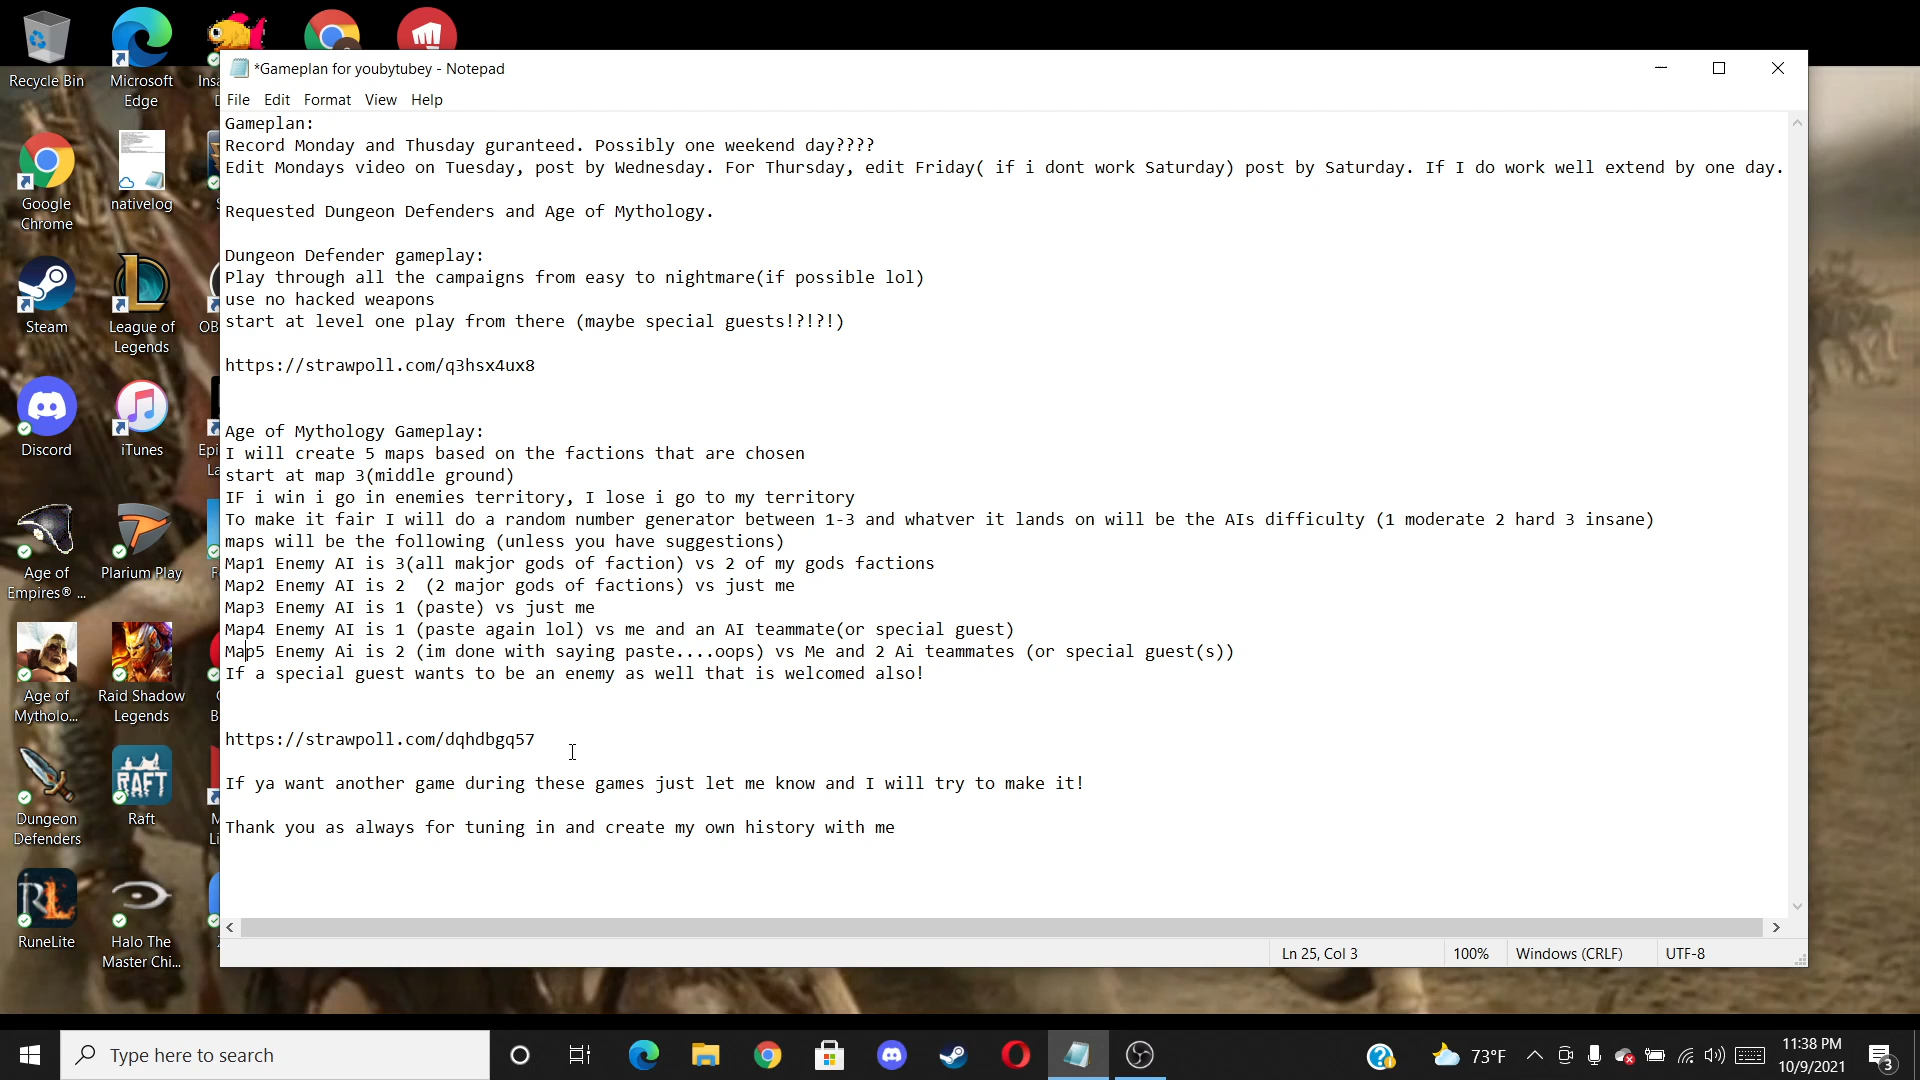 *Gameplan for youbytubey - Notepad
File Edit Format View Help
Gameplan:
Record Monday and Thusday guranteed. Possibly one weekend day????
Edit Mondays video on Tuesday, post by Wednesday. For Thursday, edit Friday( if i dont work Saturday) post by Saturday. If I do work well extend by one day.
Requested Dungeon Defenders and Age of Mythology.
Dungeon Defender gameplay:
Play through all the campaigns from easy to nightmare(if possible lol)
use no hacked weapons
start at level one play from there (maybe special guests!?!?!)
https://strawpoll.com/q3hsx4ux8
Age of Mythology Gameplay:
I will create 5 maps based on the factions that are chosen
start at map 3(middle ground)
IF i win i go in enemies territory, I lose i go to my territory
To make it fair I will do a random number generator between 1-3 and whatver it lands on will be the AIs difficulty (1 moderate 2 hard 3 insane)
maps will be the following (unless you have suggestions)
Map1 Enemy AI is 3(all makjor gods of faction) vs 2 of my gods factions
Map2 Enemy AI is 2  (2 major gods of factions) vs just me
Map3 Enemy AI is 1 (paste) vs just me
Map4 Enemy AI is 1 (paste again lol) vs me and an AI teammate(or special guest)
Map5 Enemy Ai is 2 (im done with saying paste....oops) vs Me and 2 Ai teammates (or special guest(s))
If a special guest wants to be an enemy as well that is welcomed also!
https://strawpoll.com/dqhdbgq57
If ya want another game during these games just let me know and I will try to make it!
Thank you as always for tuning in and create my own history with me
Ln 25, Col 3 100% Windows (CRLF) UTF-8
Recycle Bin
Microsoft
Edge
Google
Chrome
nativelog
Steam
League of
Legends
Discord
iTunes
Age of
Empires® ...
Plarium Play
Age of
Mytholo...
Raid Shadow
Legends
Dungeon
Defenders
RAFT
Raft
RL
RuneLite
Halo The
Master Chi...
Type here to search
73°F
11:38 PM
10/9/2021
3